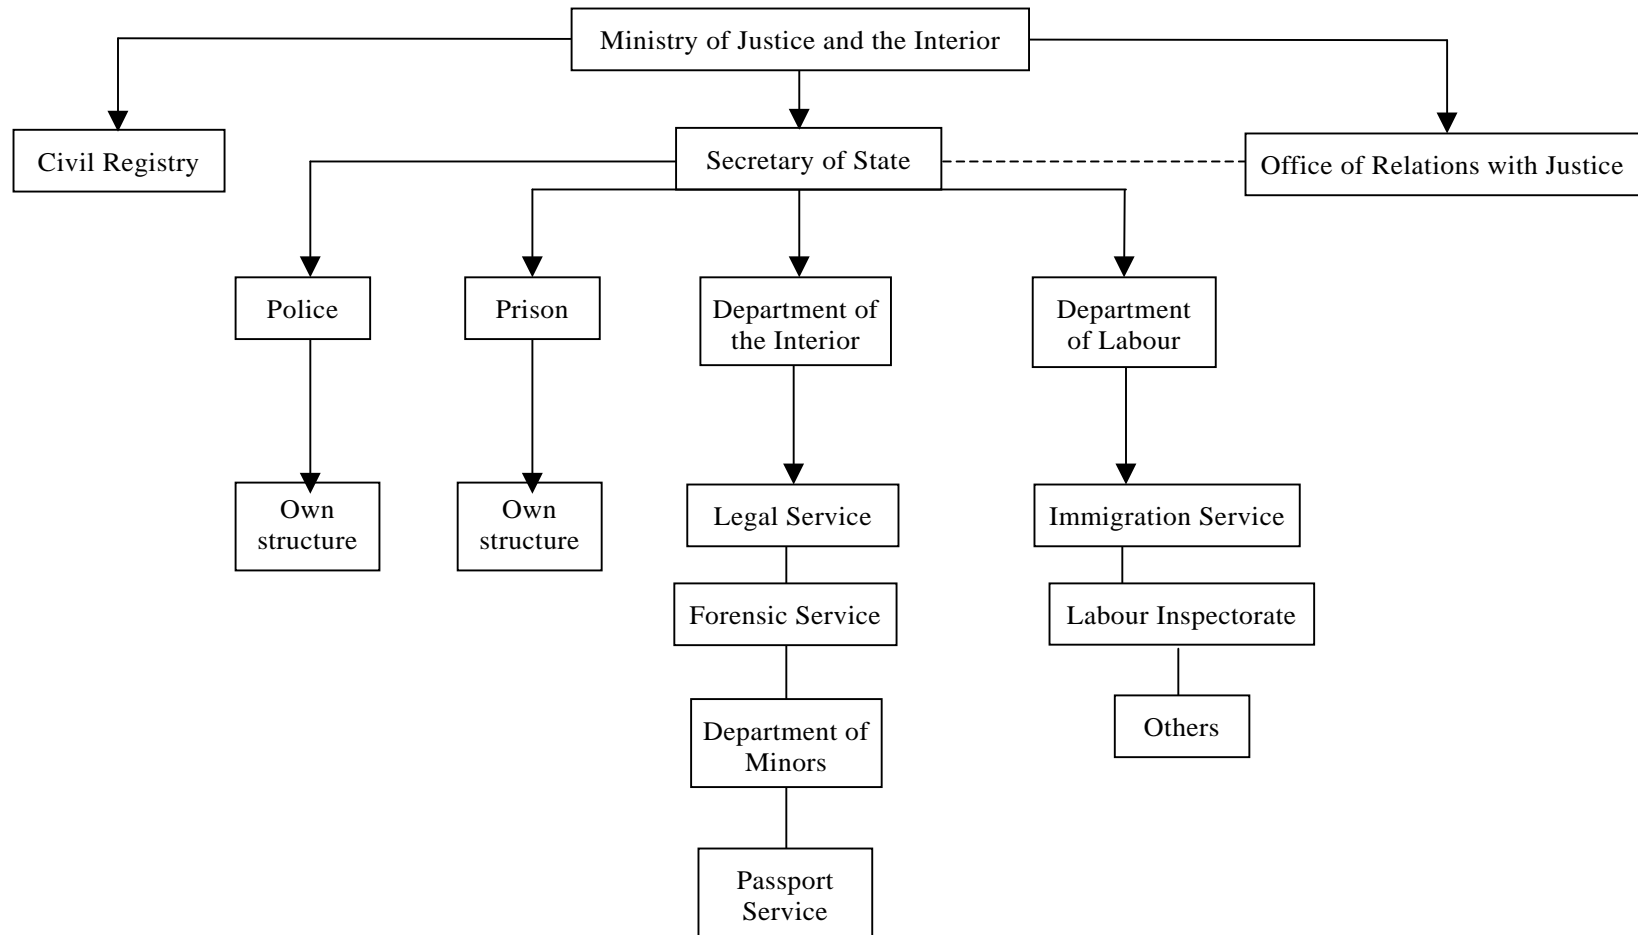 Ministry of Justice and the Interior
Civil Registry
Secretary of State
Office of Relations with Justice
Police
Prison
Department of
the Interior
Department
of Labour
Own
structure
Own
structure
Legal Service
Immigration Service
Forensic Service
Labour Inspectorate
Department of
Minors
Others
Passport
Service